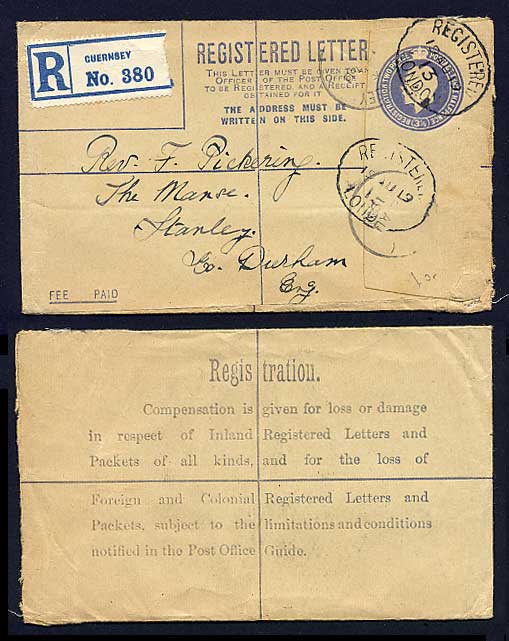 R GUERNSEY
No. 380
REGISTERED LETTER
THIS LETTER MUST BE GIVEN TO AN
OFFICER OF THE POST OFFICE
TO BE REGISTERED, AND A RECEIPT
OBTAINED FOR IT.
THE ADDRESS MUST BE
WRITTEN ON THIS SIDE.
REGISTERED
LONDON
Rev. F. Pickering.
The Manse.
Stanley.
Co. Durham
Eng.
REGISTERED
LONDON
FEE PAID
Registration.
Compensation is given for loss or damage
in respect of Inland Registered Letters and
Packets of all kinds, and for the loss of
Foreign and Colonial Registered Letters and
Packets, subject to the limitations and conditions
notified in the Post Office Guide.